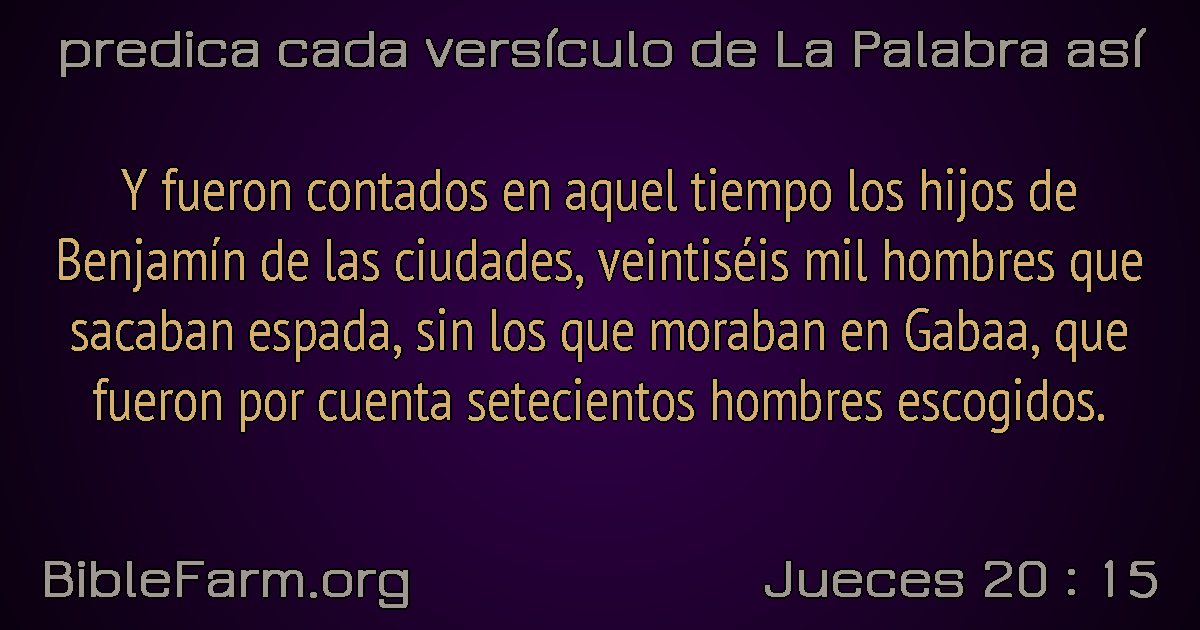 predica cada versículo de La Palabra así
Y fueron contados en aquel tiempo los hijos de
Benjamín de las ciudades, veintiséis mil hombres que
sacaban espada, sin los que moraban en Gabaa, que
fueron por cuenta setecientos hombres escogidos.
BibleFarm.org
Jueces 20 : 15